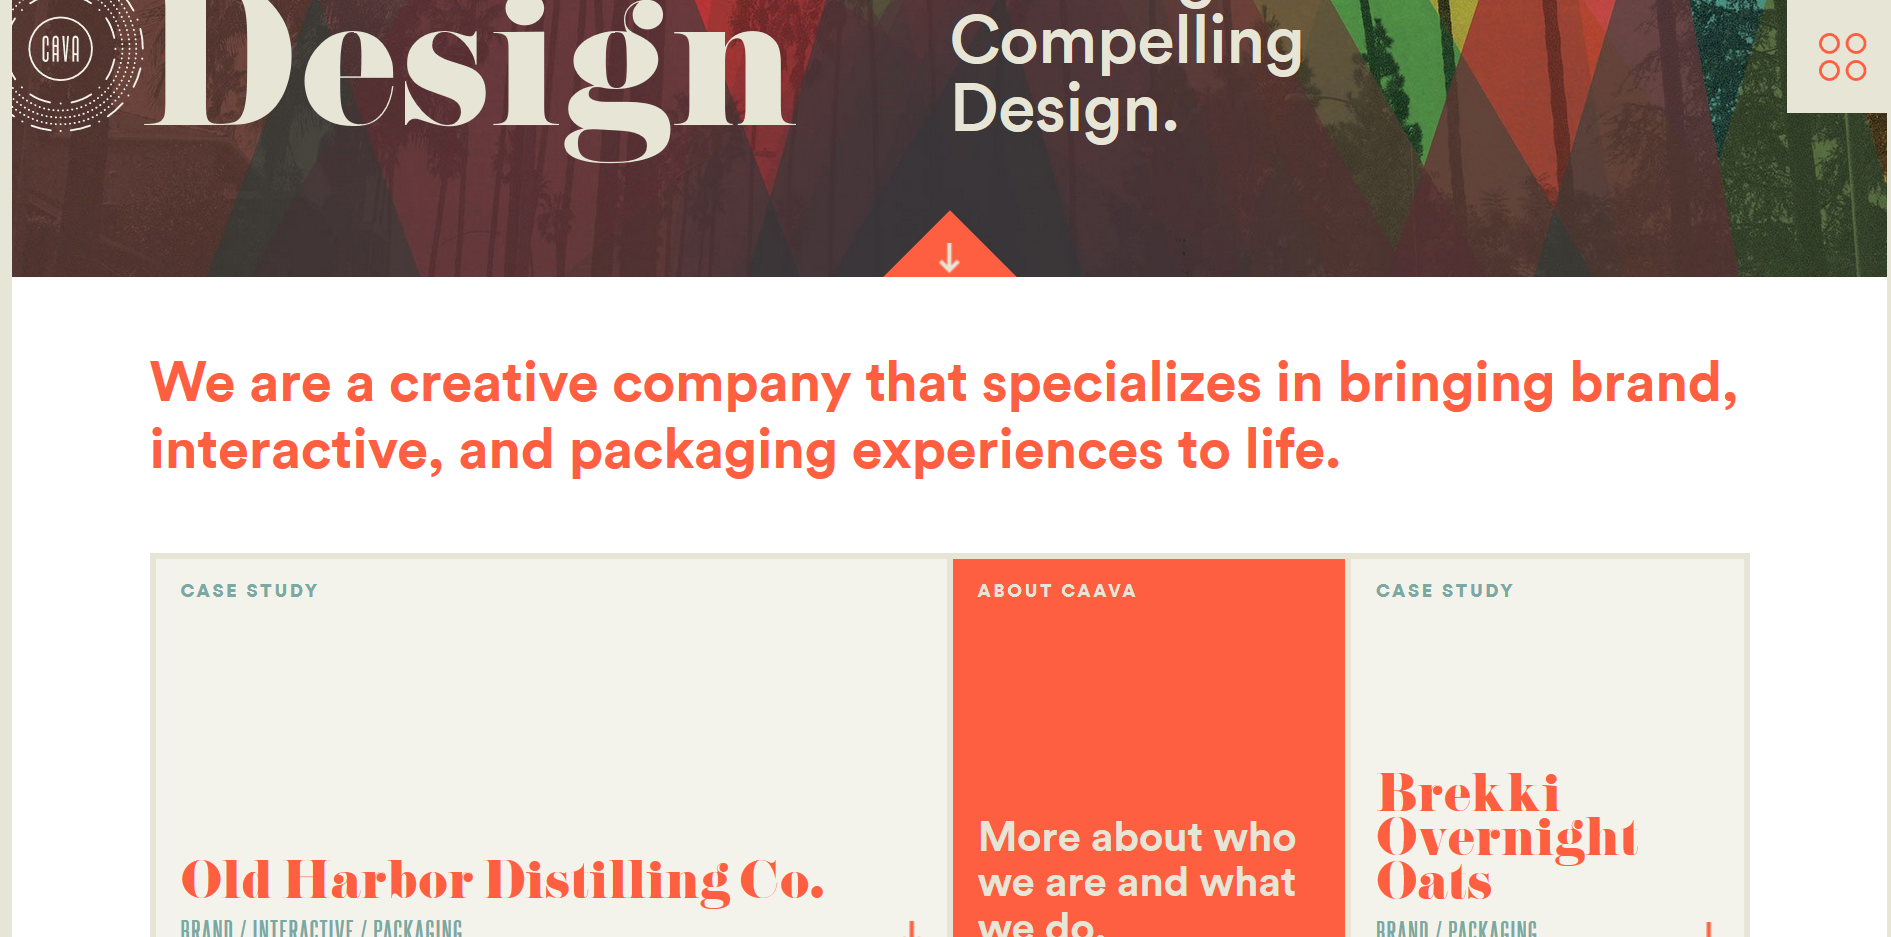 CAVA
Design
Compelling
Design.
We are a creative company that specializes in bringing brand,
interactive, and packaging experiences to life.
CASE STUDY
Old Harbor Distilling Co.
BRAND / INTERACTIVE / PACKAGING
ABOUT CAAVA
More about who
we are and what
we do.
CASE STUDY
Brekki
Overnight
Oats
BRAND / PACKAGING